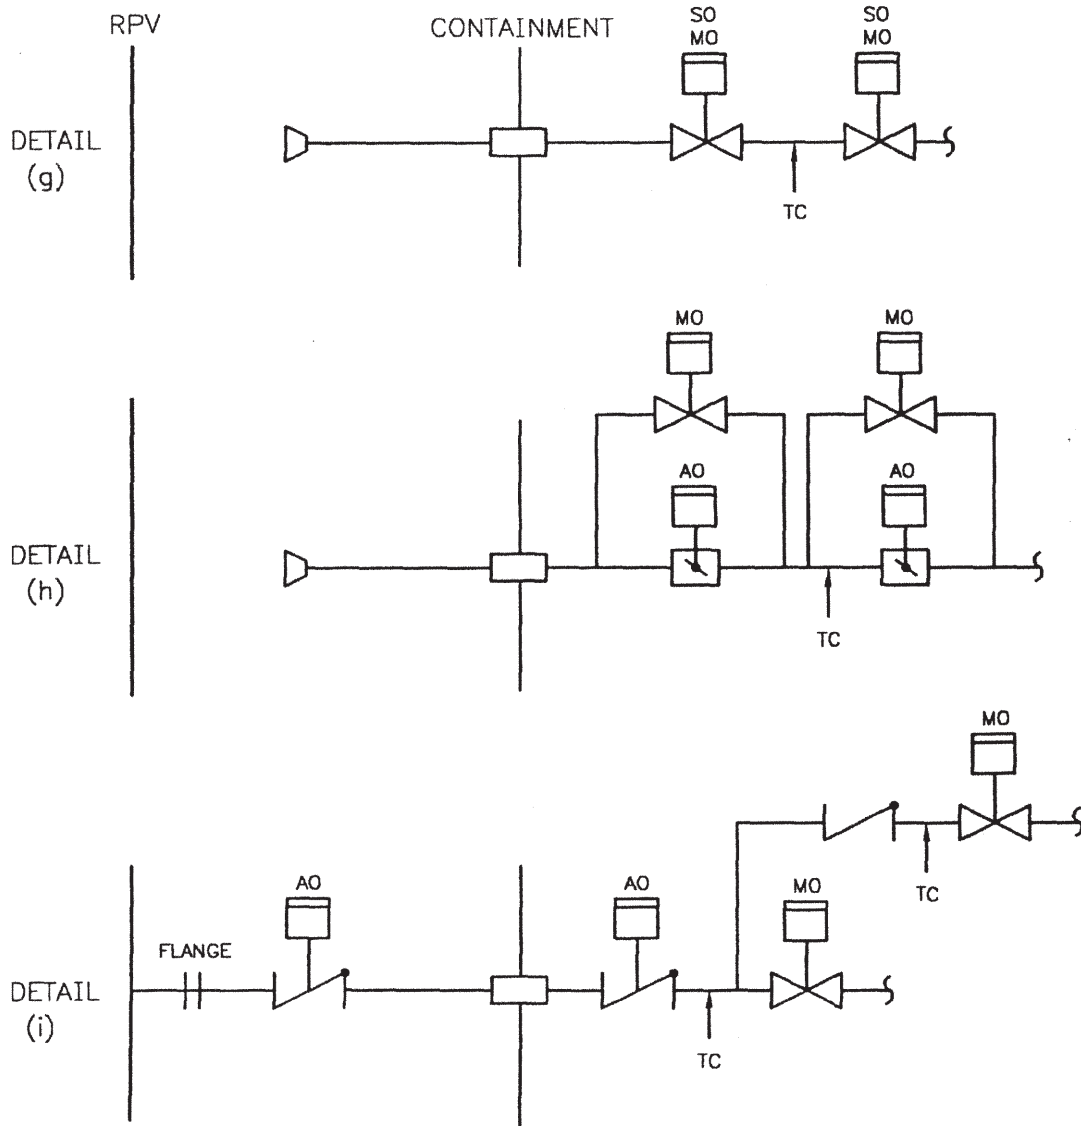 RPV
CONTAINMENT
SO
MO
SO
MO
DETAIL
(g)
TC
MO
MO
AO
AO
DETAIL
(h)
TC
MO
TC
AO
AO
MO
FLANGE
DETAIL
(i)
TC